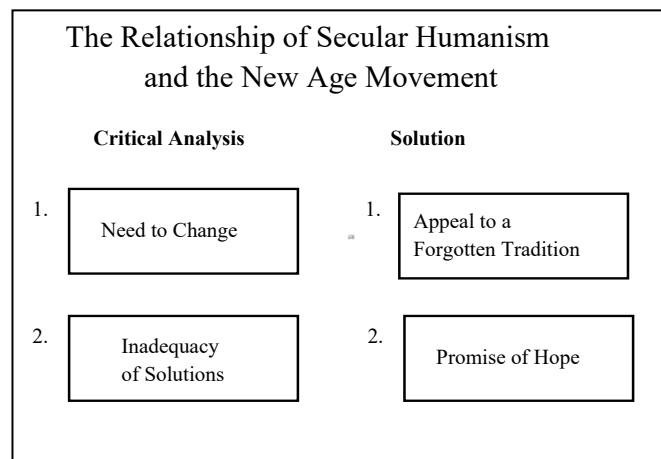 The Relationship of Secular Humanism
and the New Age Movement
Critical Analysis
Solution
1.
Need to Change
1.
Appeal to a
Forgotten Tradition
2.
Inadequacy
of Solutions
2.
Promise of Hope